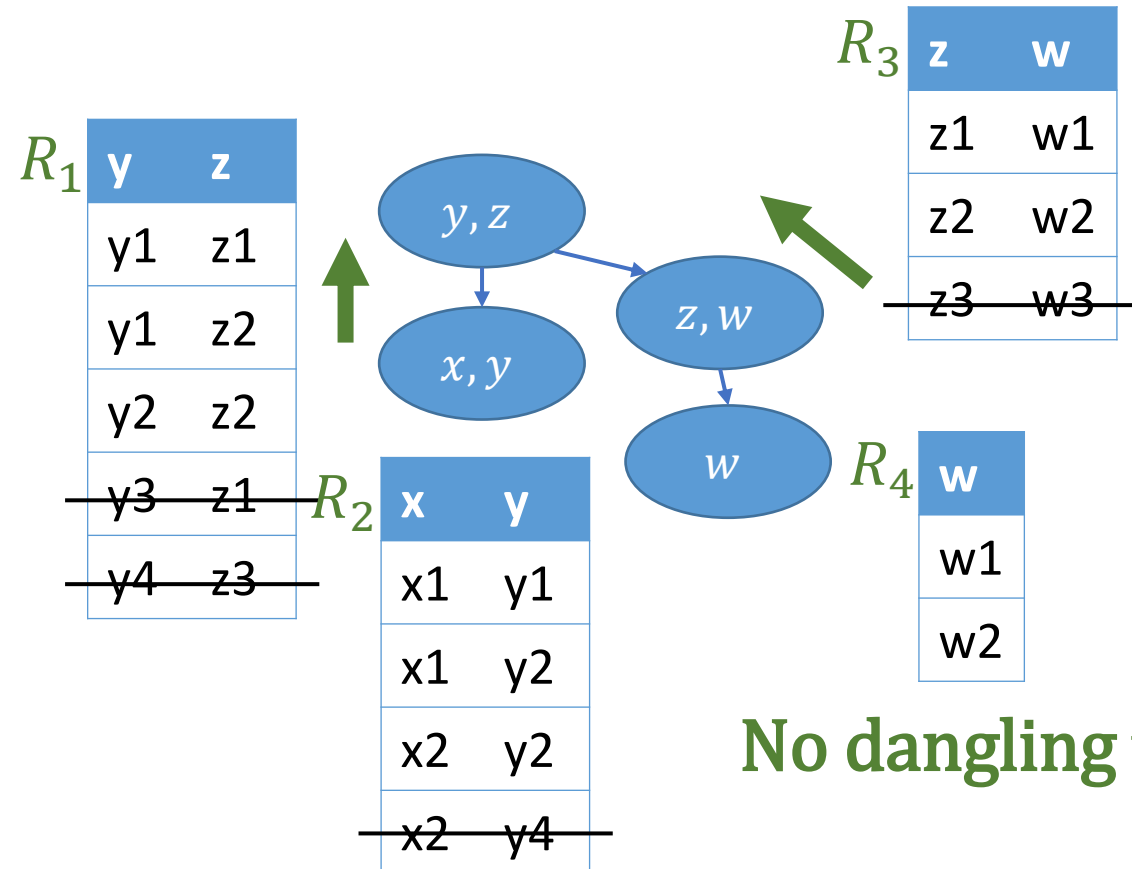 R₁
y z
y1 z1
y1 z2
y2 z2
y3 z1
y4 z3
y, z
x, y
z, w
w
R₂
x y
x1 y1
x1 y2
x2 y2
x2 y4
R₃
z w
z1 w1
z2 w2
z3 w3
R₄
w
w1
w2
No dangling